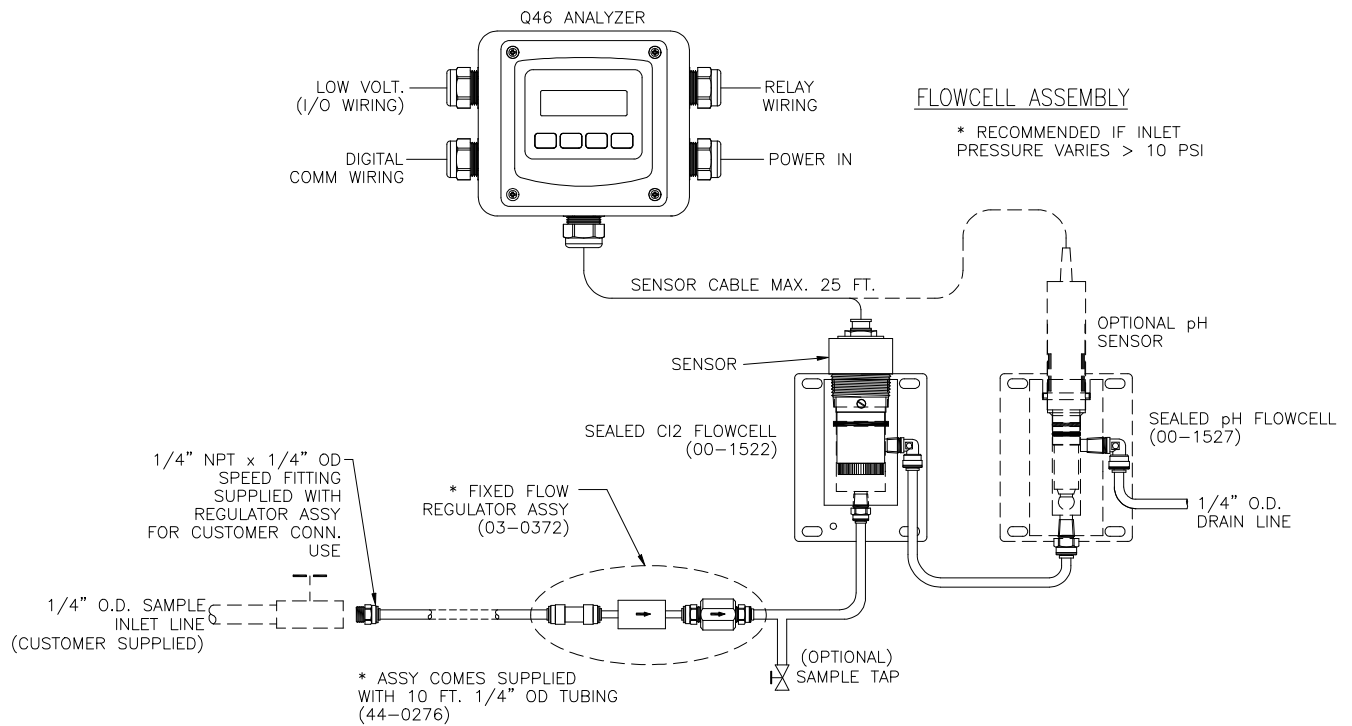 Q46 ANALYZER
LOW VOLT.
(I/O WIRING)
RELAY
WIRING
DIGITAL
COMM WIRING
POWER IN
FLOWCELL ASSEMBLY
* RECOMMENDED IF INLET
PRESSURE VARIES > 10 PSI
SENSOR CABLE MAX. 25 FT.
OPTIONAL pH
SENSOR
SENSOR
SEALED Cl2 FLOWCELL
(00-1522)
SEALED pH FLOWCELL
(00-1527)
1/4" NPT x 1/4" OD
SPEED FITTING
SUPPLIED WITH
REGULATOR ASSY
FOR CUSTOMER CONN.
USE
* FIXED FLOW
REGULATOR ASSY
(03-0372)
1/4" O.D.
DRAIN LINE
1/4" O.D. SAMPLE
INLET LINE
(CUSTOMER SUPPLIED)
(OPTIONAL)
SAMPLE TAP
* ASSY COMES SUPPLIED
WITH 10 FT. 1/4" OD TUBING
(44-0276)